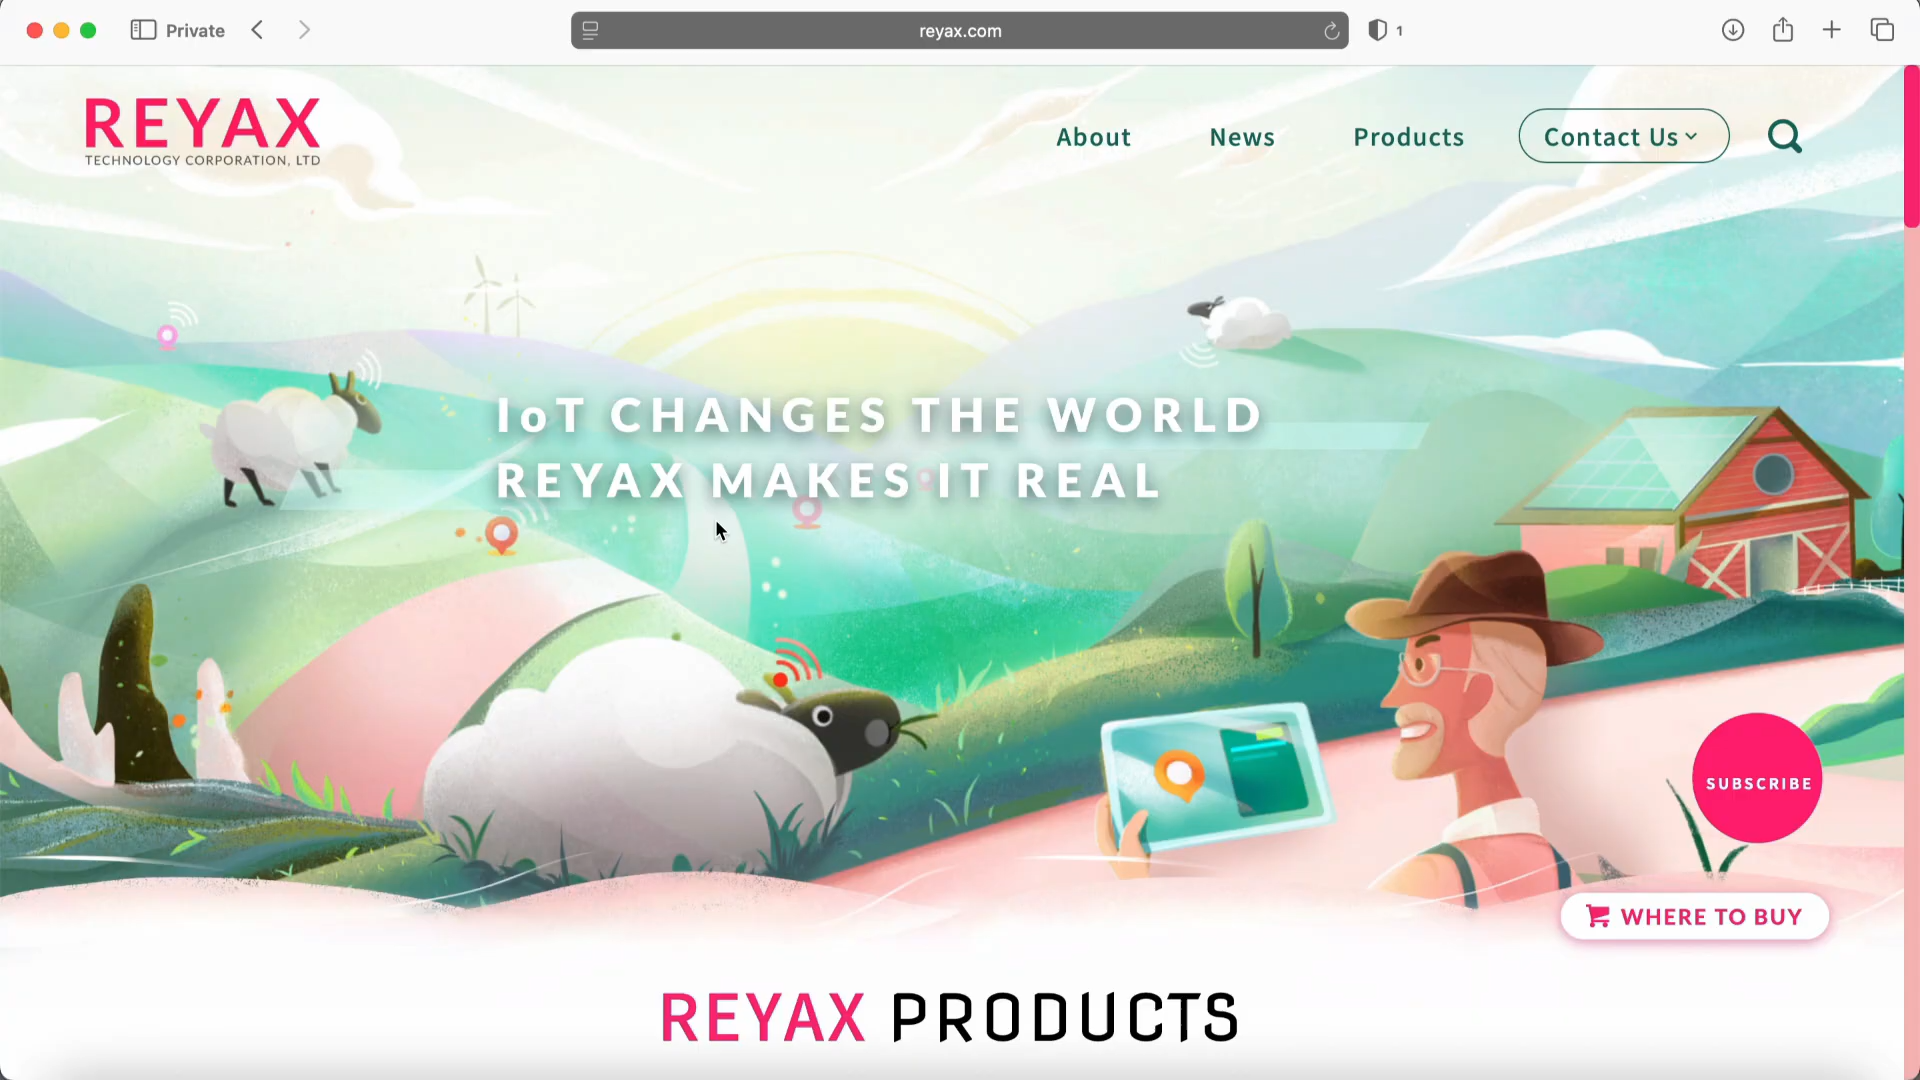 Private
reyax.com
1
REYAX
TECHNOLOGY CORPORATION, LTD
About
News
Products
Contact Us
IoT CHANGES THE WORLD
REYAX MAKES IT REAL
SUBSCRIBE
WHERE TO BUY
REYAX PRODUCTS